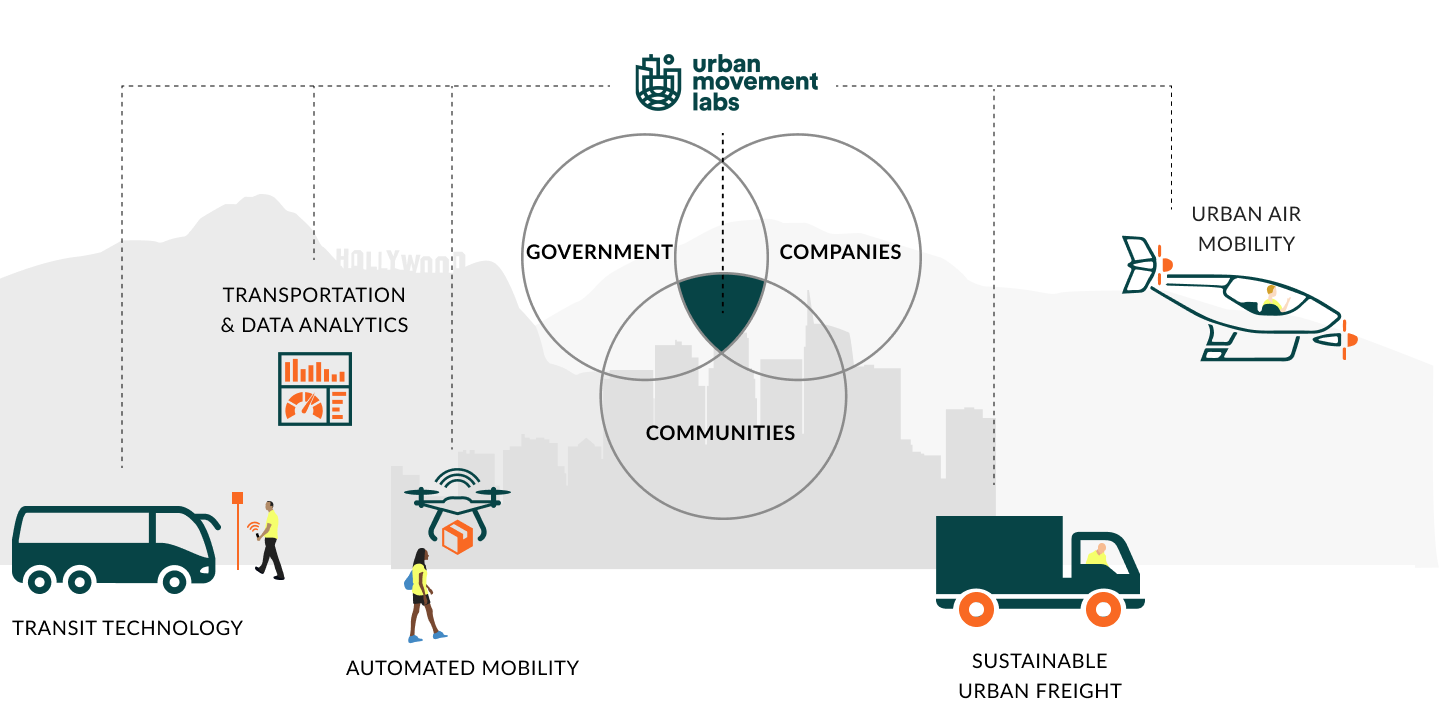 urban
movement
labs
GOVERNMENT
COMPANIES
COMMUNITIES
HOLLYWOOD
TRANSPORTATION
& DATA ANALYTICS
URBAN AIR
MOBILITY
TRANSIT TECHNOLOGY
AUTOMATED MOBILITY
SUSTAINABLE
URBAN FREIGHT